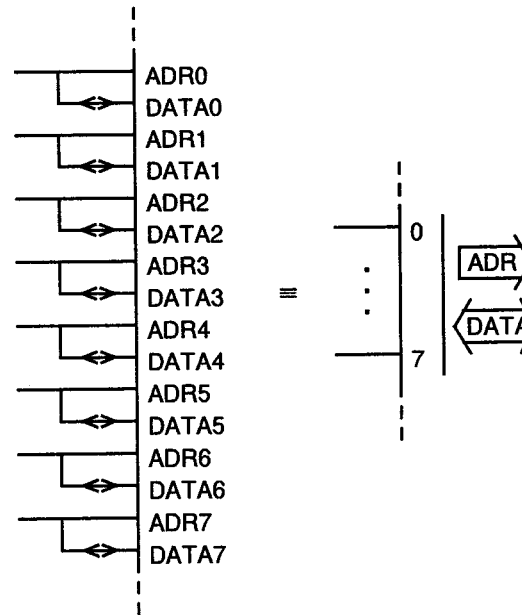 ADR0
DATA0
ADR1
DATA1
ADR2
DATA2
ADR3
DATA3
ADR4
DATA4
ADR5
DATA5
ADR6
DATA6
ADR7
DATA7
≡
0
7
ADR
DATA